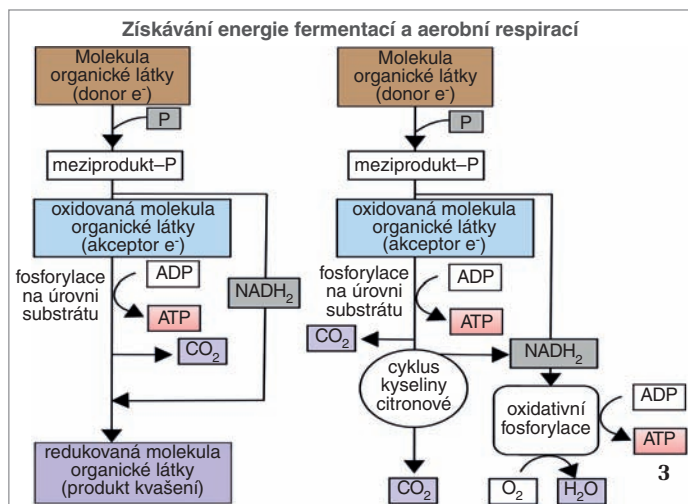 Získávání energie fermentací a aerobní respirací
Molekula
organické látky
(donor e-)
P
meziprodukt–P
oxidovaná molekula
organické látky
(akceptor e-)
fosforylace
na úrovni
substrátu
ADP
ATP
NADH2
CO2
redukovaná molekula
organické látky
(produkt kvašení)
Molekula
organické látky
(donor e-)
P
meziprodukt–P
oxidovaná molekula
organické látky
(akceptor e-)
fosforylace
na úrovni
substrátu
ADP
ATP
CO2
cyklus
kyseliny
citronové
NADH2
oxidativní
fosforylace
ADP
ATP
CO2
O2
H2O
3